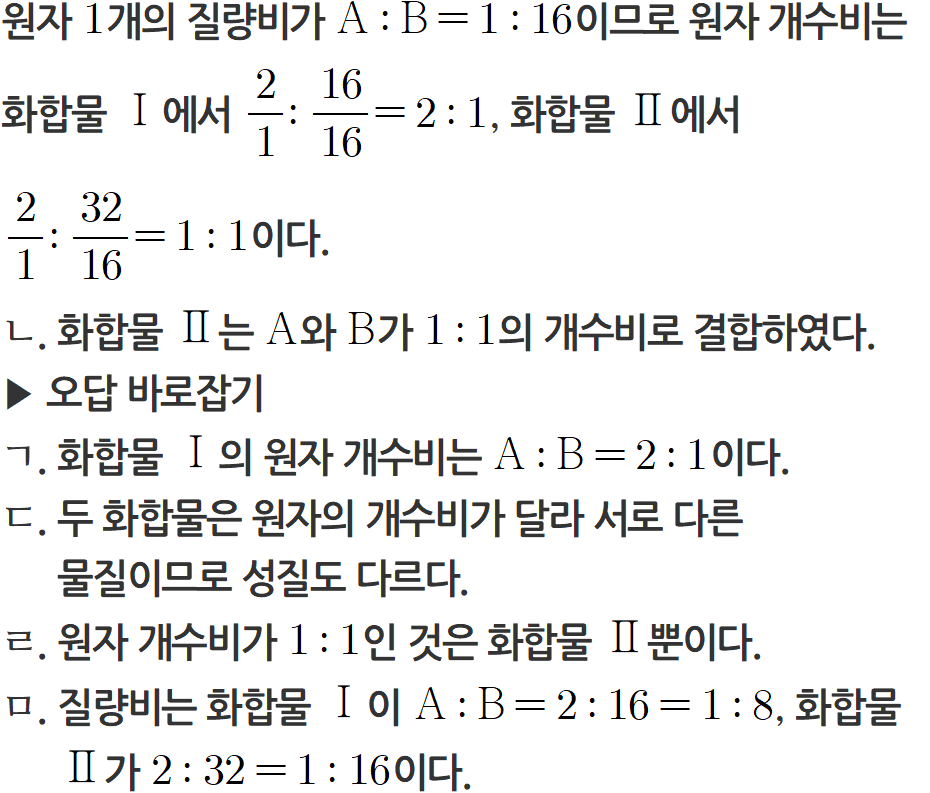 원자 1개의 질량비가 A : B = 1 : 16이므로 원자 개수비는
화합물 Ⅰ에서 2/1 : 16/16 = 2 : 1, 화합물 Ⅱ에서
2/1 : 32/16 = 1 : 1이다.
ㄴ. 화합물 Ⅱ는 A와 B가 1 : 1의 개수비로 결합하였다.
▶ 오답 바로잡기
ㄱ. 화합물 Ⅰ의 원자 개수비는 A : B = 2 : 1이다.
ㄷ. 두 화합물은 원자의 개수비가 달라 서로 다른
물질이므로 성질도 다르다.
ㄹ. 원자 개수비가 1 : 1인 것은 화합물 Ⅱ뿐이다.
ㅁ. 질량비는 화합물 Ⅰ이 A : B = 2 : 16 = 1 : 8, 화합물
Ⅱ가 2 : 32 = 1 : 16이다.